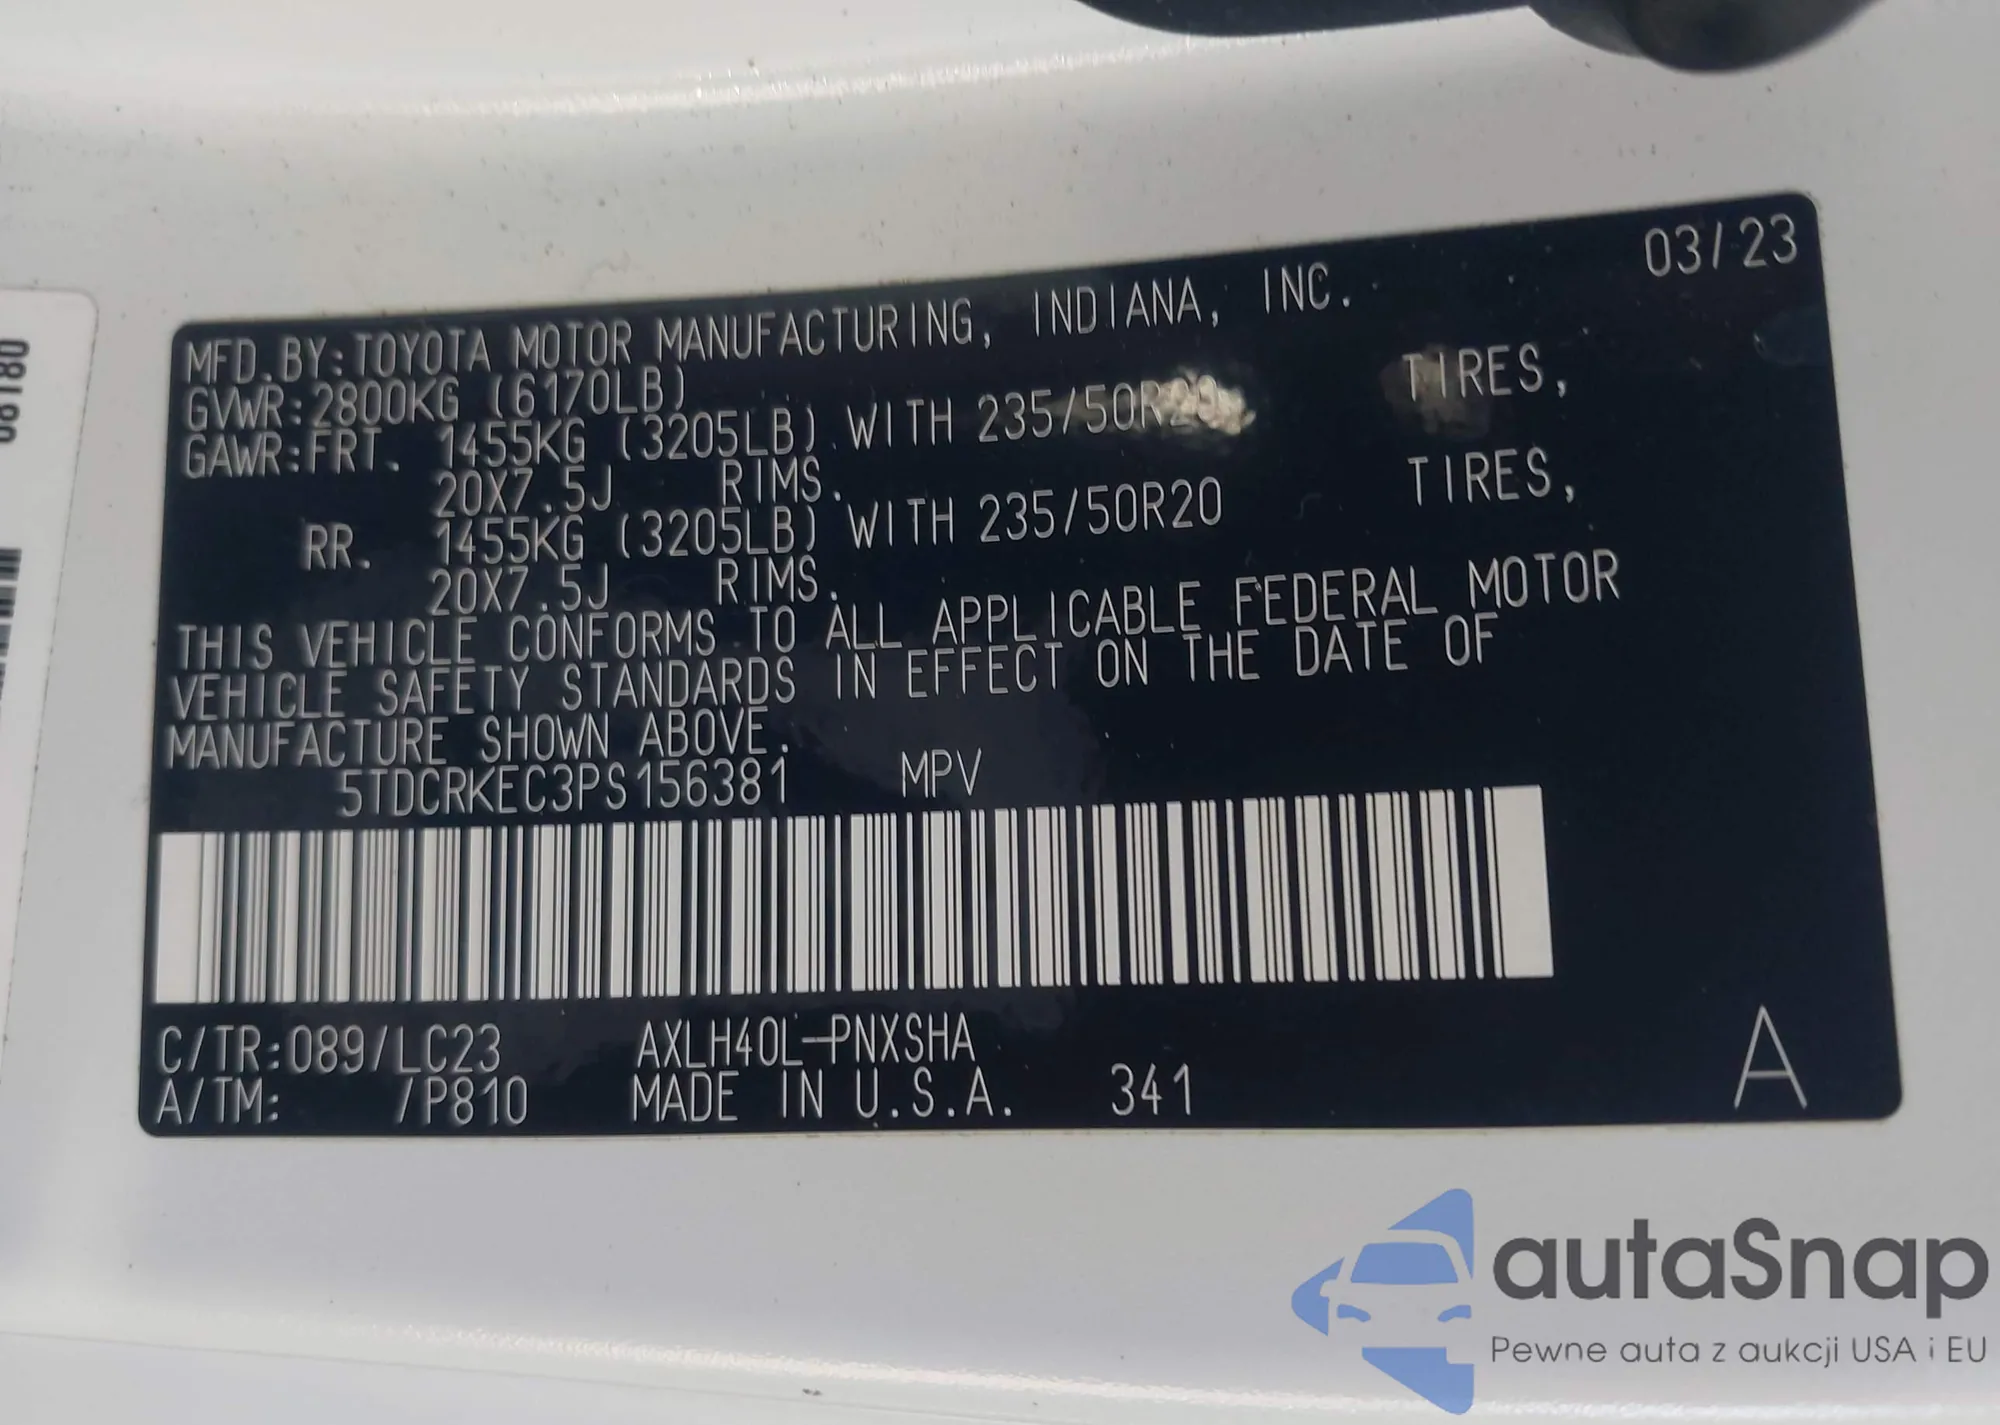 03/23
MFD.BY:TOYOTA MOTOR MANUFACTURING, INDIANA, INC.
GVWR:2800KG (6170LB)
GAWR:FRT. 1455KG (3205LB) WITH 235/50R20 TIRES,
20X7.5J RIMS.
RR. 1455KG (3205LB) WITH 235/50R20 TIRES,
20X7.5J RIMS.
THIS VEHICLE CONFORMS TO ALL APPLICABLE FEDERAL MOTOR
VEHICLE SAFETY STANDARDS IN EFFECT ON THE DATE OF
MANUFACTURE SHOWN ABOVE.
5TDCRKEC3PS156381 MPV
C/TR:089/LC23 AXLH40L-PNXSHA
A/TM: /P810 MADE IN U.S.A. 341
A
autaSnap
Pewne auta z aukcji USA i EU